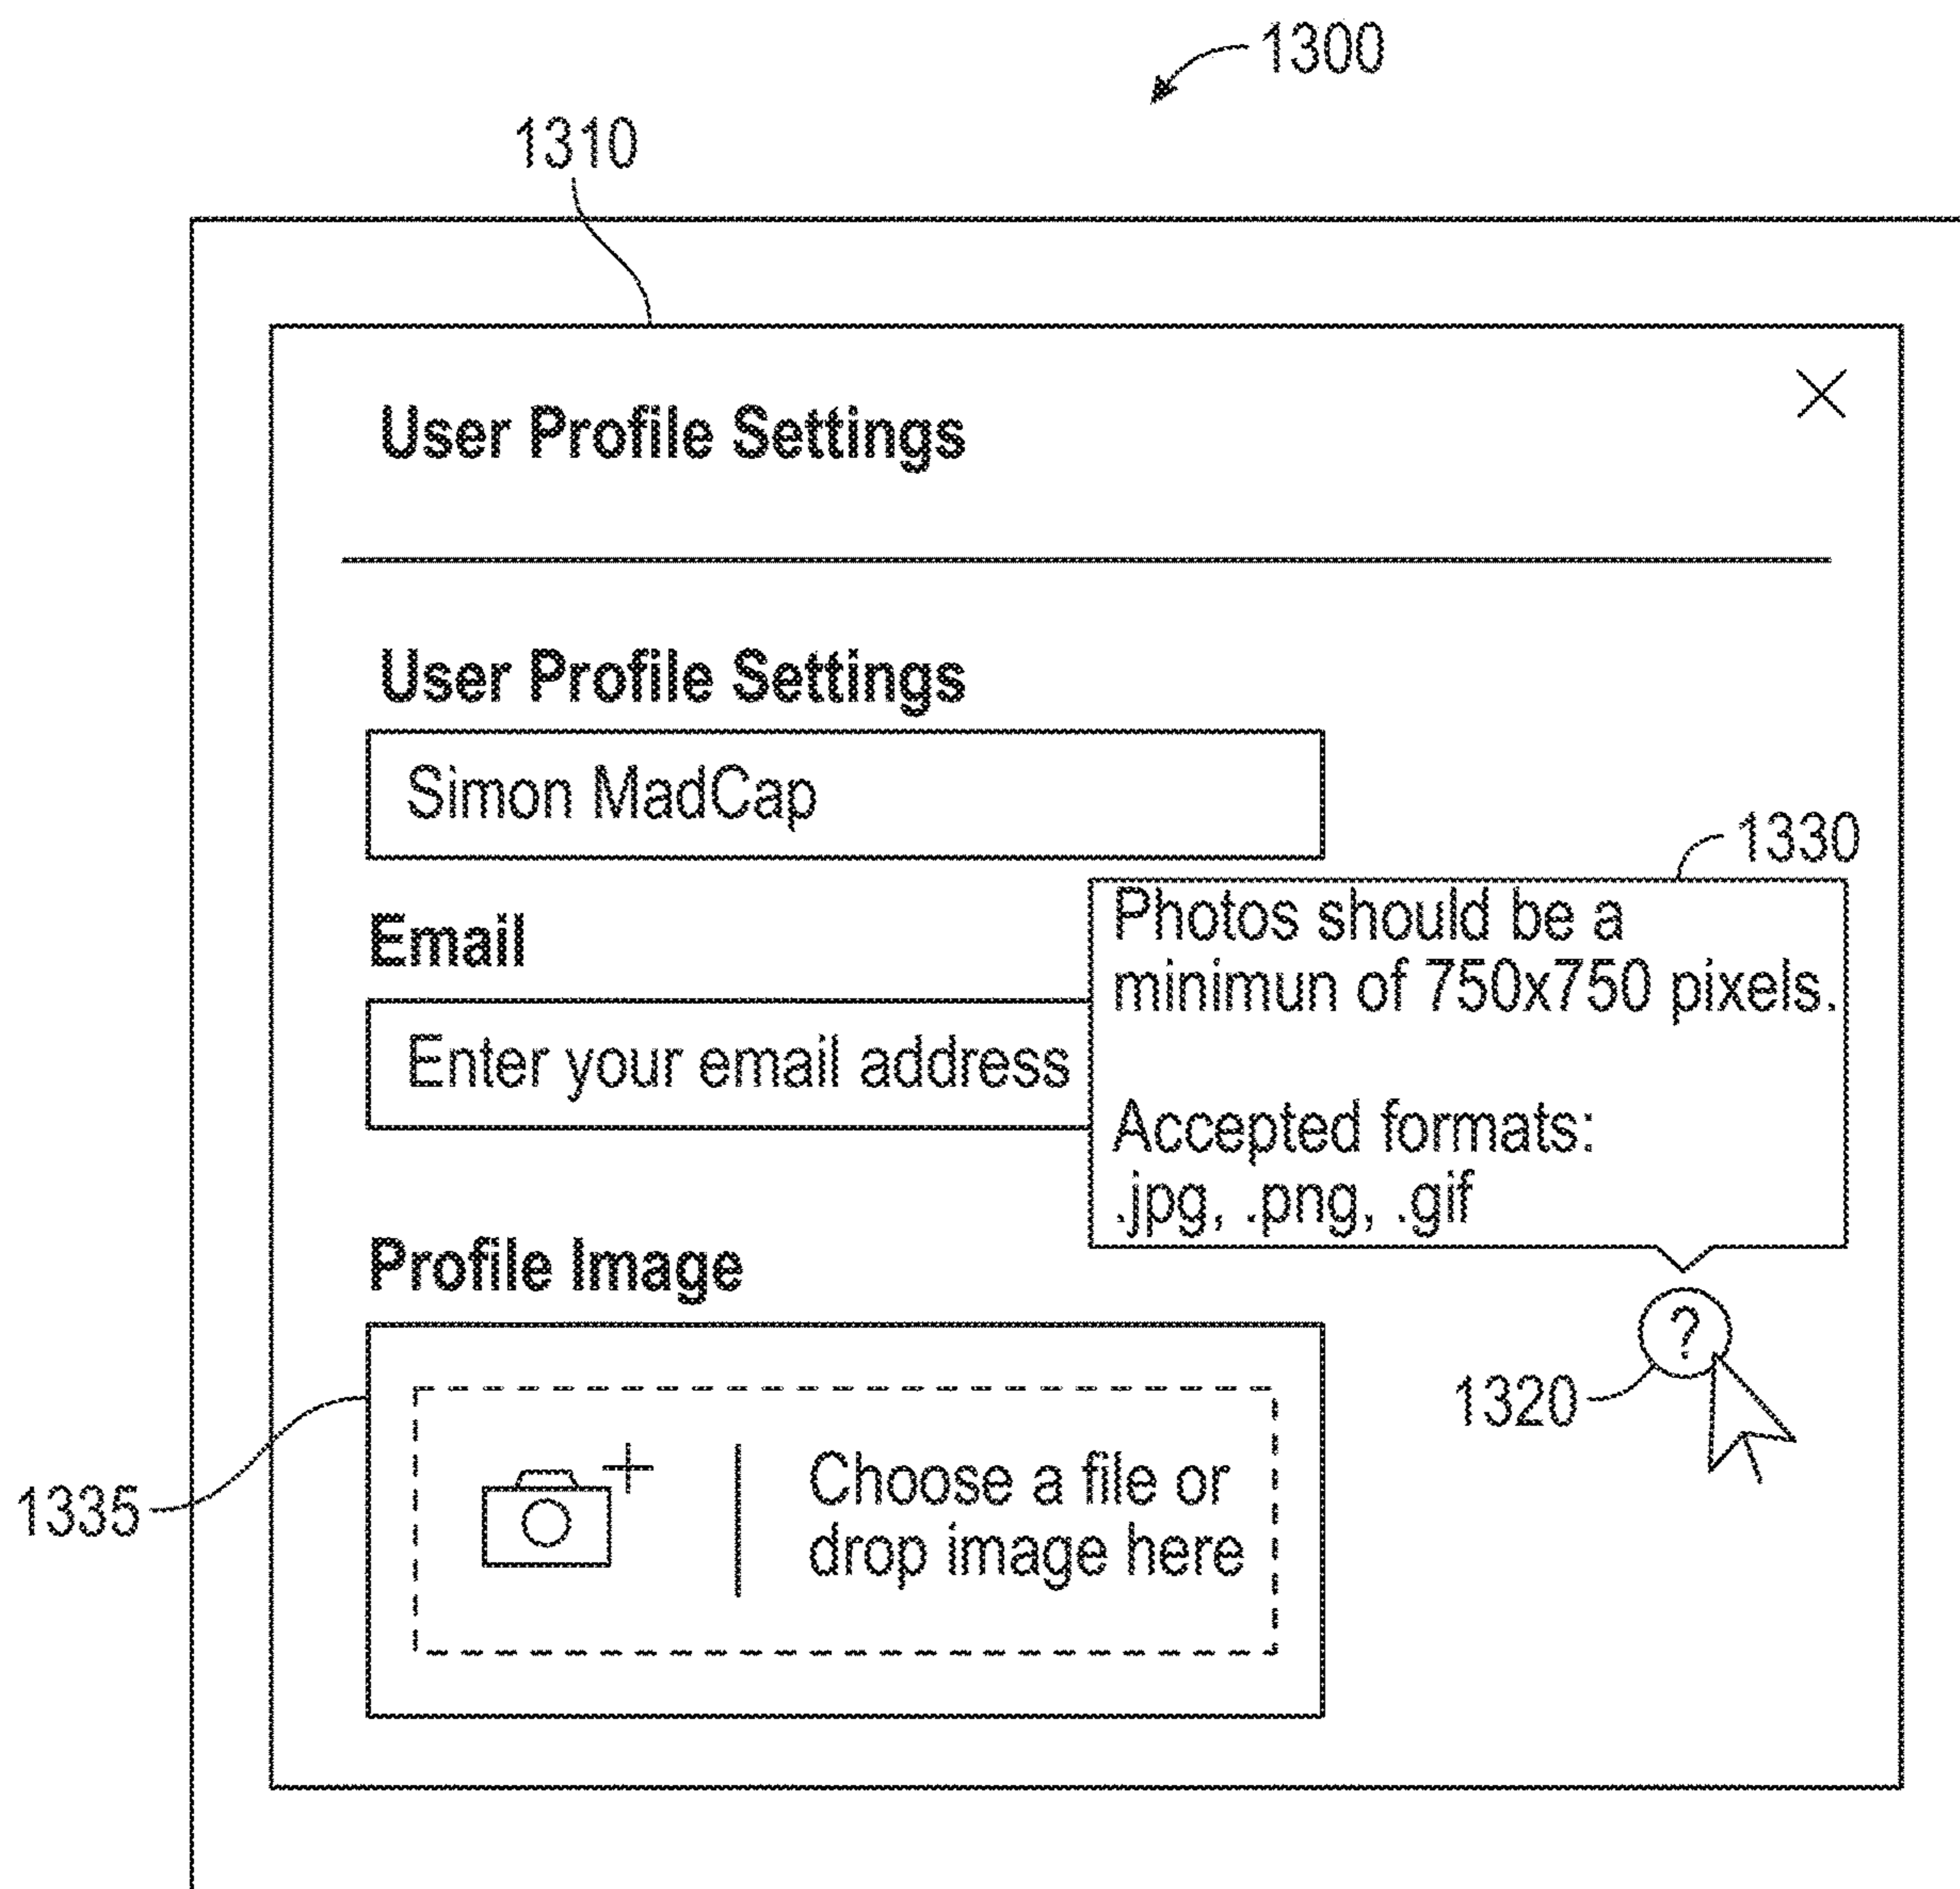 1300
1310
User Profile Settings
User Profile Settings
Simon MadCap
1330
Photos should be a
minimun of 750x750 pixels.
Email
Enter your email address
Accepted formats:
.jpg, .png, .gif
Profile Image
?
1320
1335
Choose a file or
drop image here